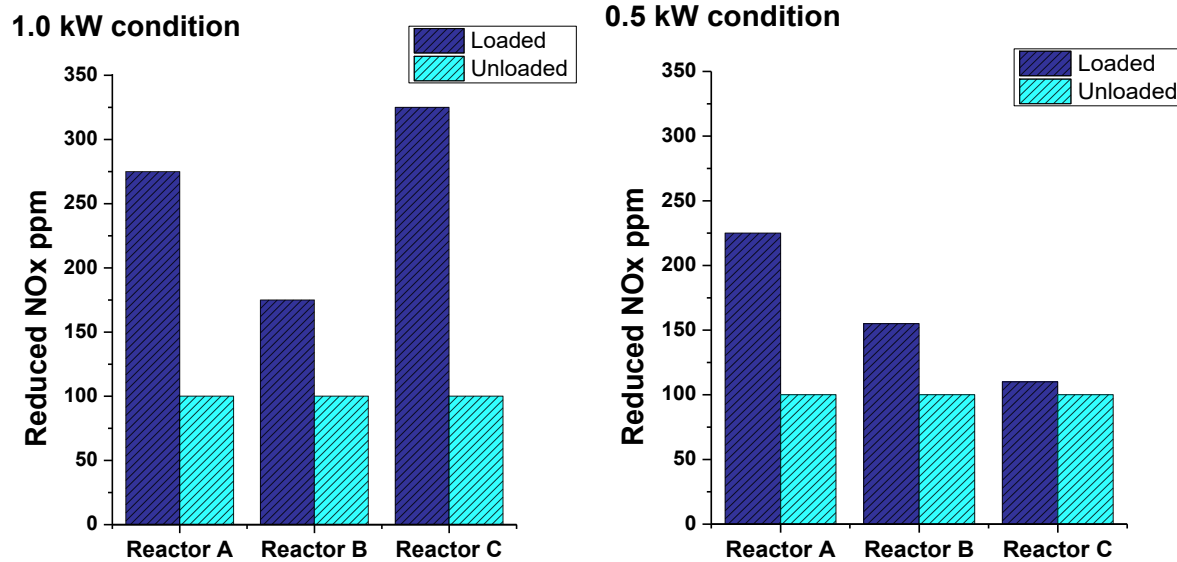 1.0 kW condition
Loaded
Unloaded
Reduced NOx ppm
350
300
250
200
150
100
50
0
Reactor A Reactor B Reactor C
0.5 kW condition
Loaded
Unloaded
Reduced NOx ppm
350
300
250
200
150
100
50
0
Reactor A Reactor B Reactor C